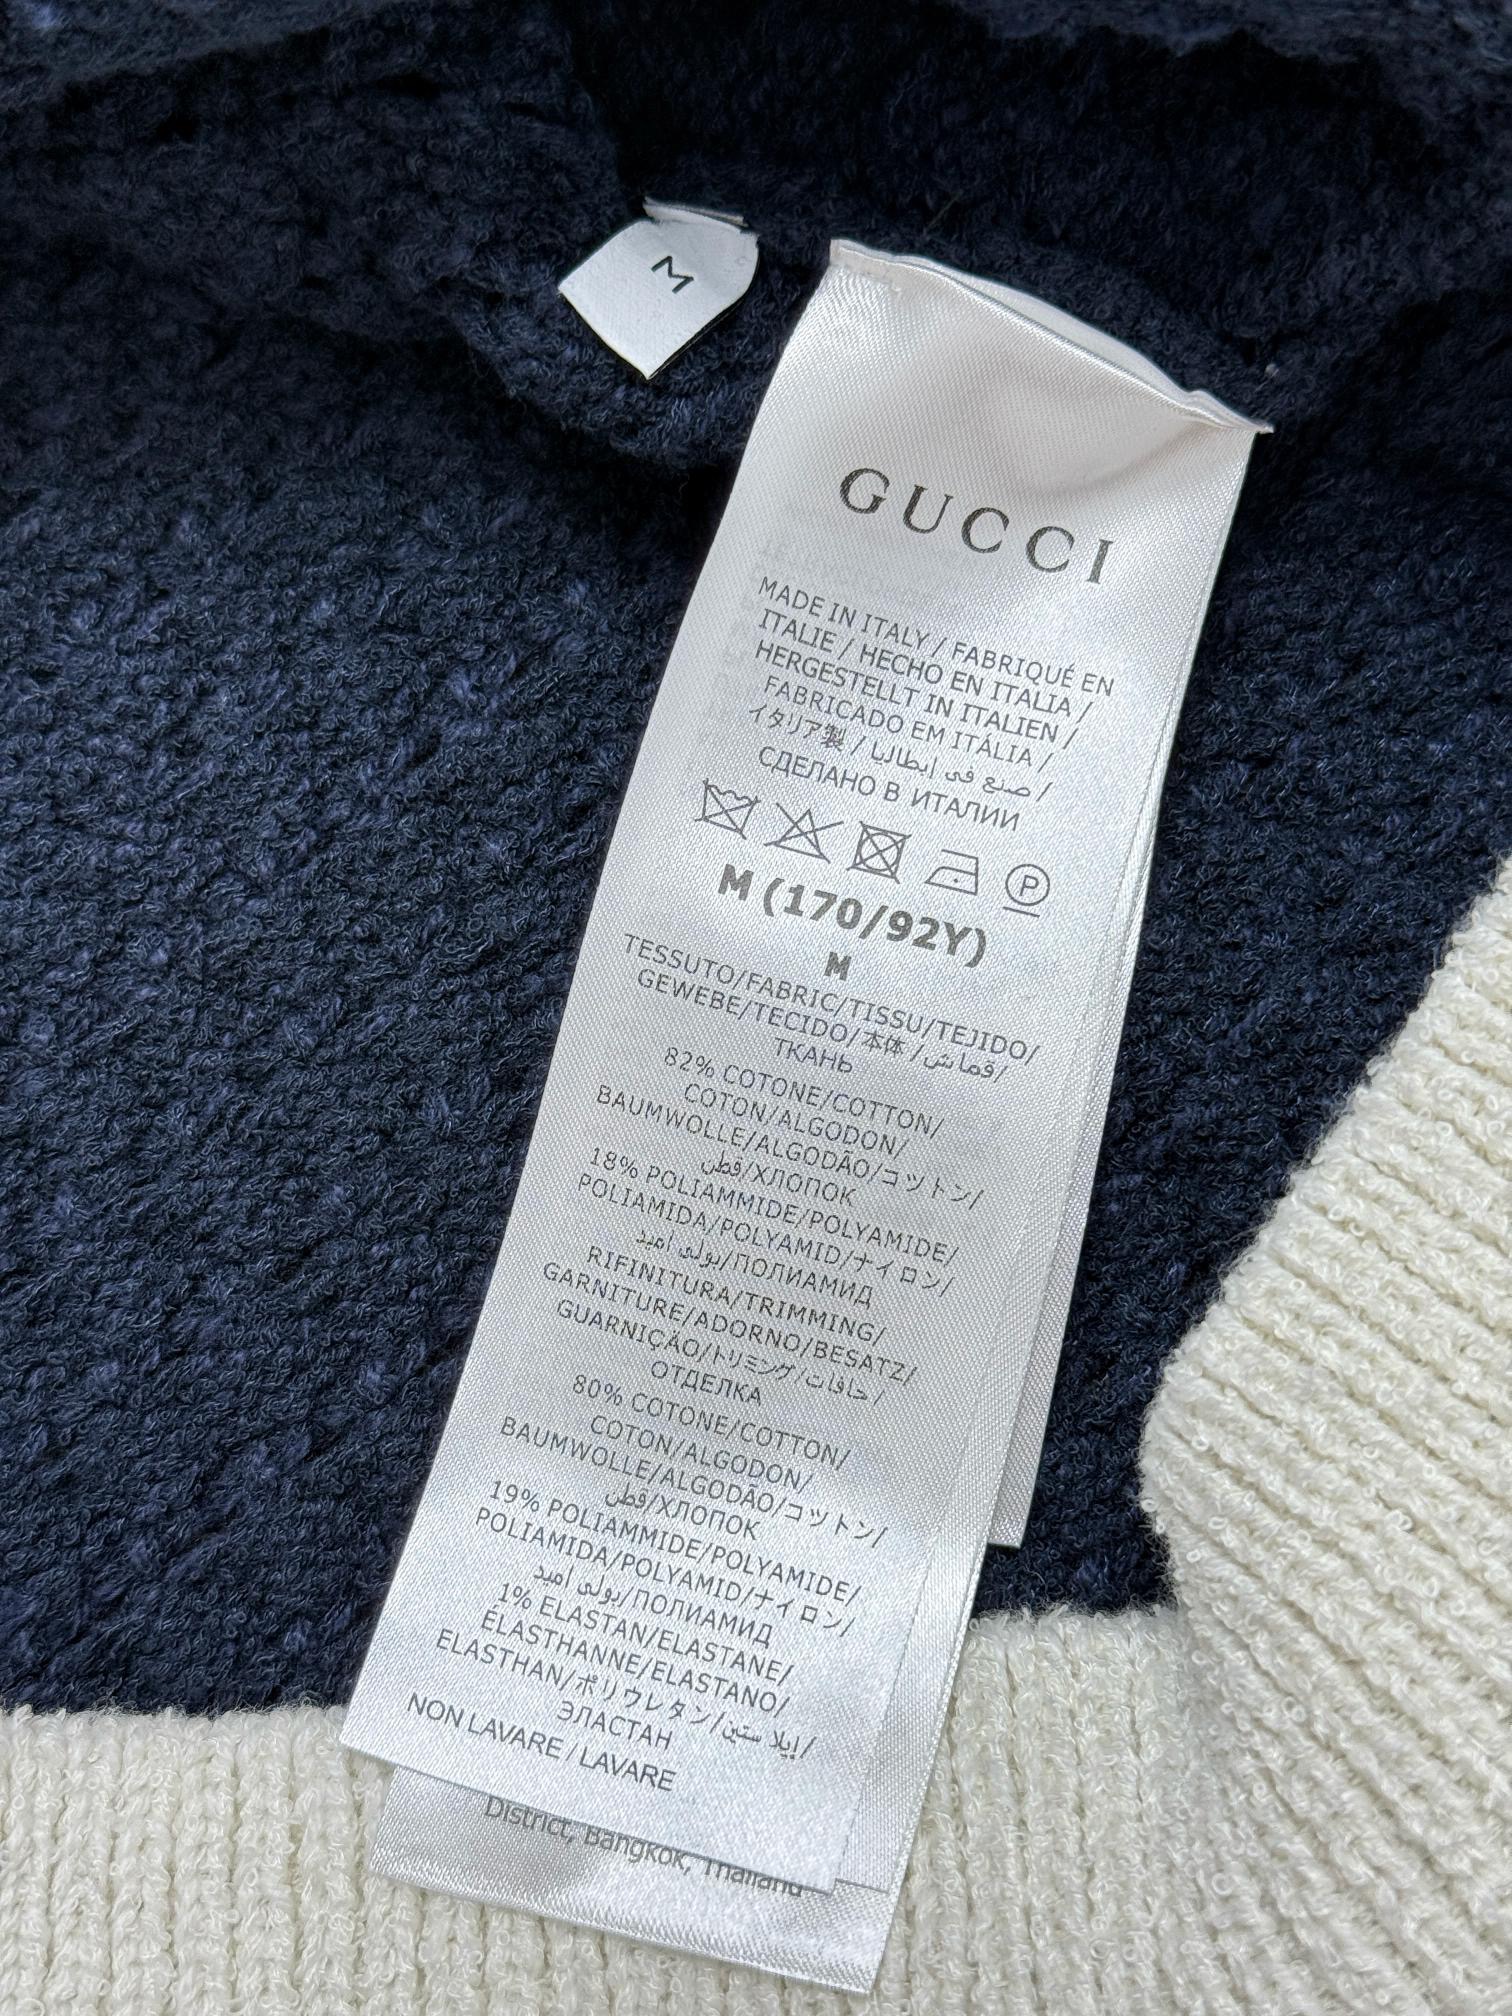 M
GUCCI
MADE IN ITALY / FABRIQUÉ EN
ITALIE / HECHO EN ITALIA /
HERGESTELLT IN ITALIEN /
FABRICADO EM ITÁLIA /
イタリア製 / صنع في إيطاليا /
СДЕЛАНО В ИТАЛИИ
P
M (170/92Y)
M
TESSUTO/FABRIC/TISSU/TEJIDO/
GEWEBE/TECIDO/本体/قماش/
ТКАНЬ
82% COTONE/COTTON/
COTON/ALGODON/
BAUMWOLLE/ALGODÃO/コットン/
قطن/ХЛОПОК
18% POLIAMMIDE/POLYAMIDE/
POLIAMIDA/POLYAMID/ナイロン/
بولي اميد/ПОЛИАМИД
RIFINITURA/TRIMMING/
GARNITURE/ADORNO/BESATZ/
GUARNIÇÃO/トリミング/حافات/
ОТДЕЛКА
80% COTONE/COTTON/
COTON/ALGODON/
BAUMWOLLE/ALGODÃO/コットン/
قطن/ХЛОПОК
19% POLIAMMIDE/POLYAMIDE/
POLIAMIDA/POLYAMID/ナイロン/
بولي اميد/ПОЛИАМИД
1% ELASTAN/ELASTANE/
ÉLASTHANNE/ELASTANO/
ELASTHAN/ポリウレタン/إيلاستين/
ЭЛАСТАН
NON LAVARE / LAVARE
District, Bangkok, Thailand